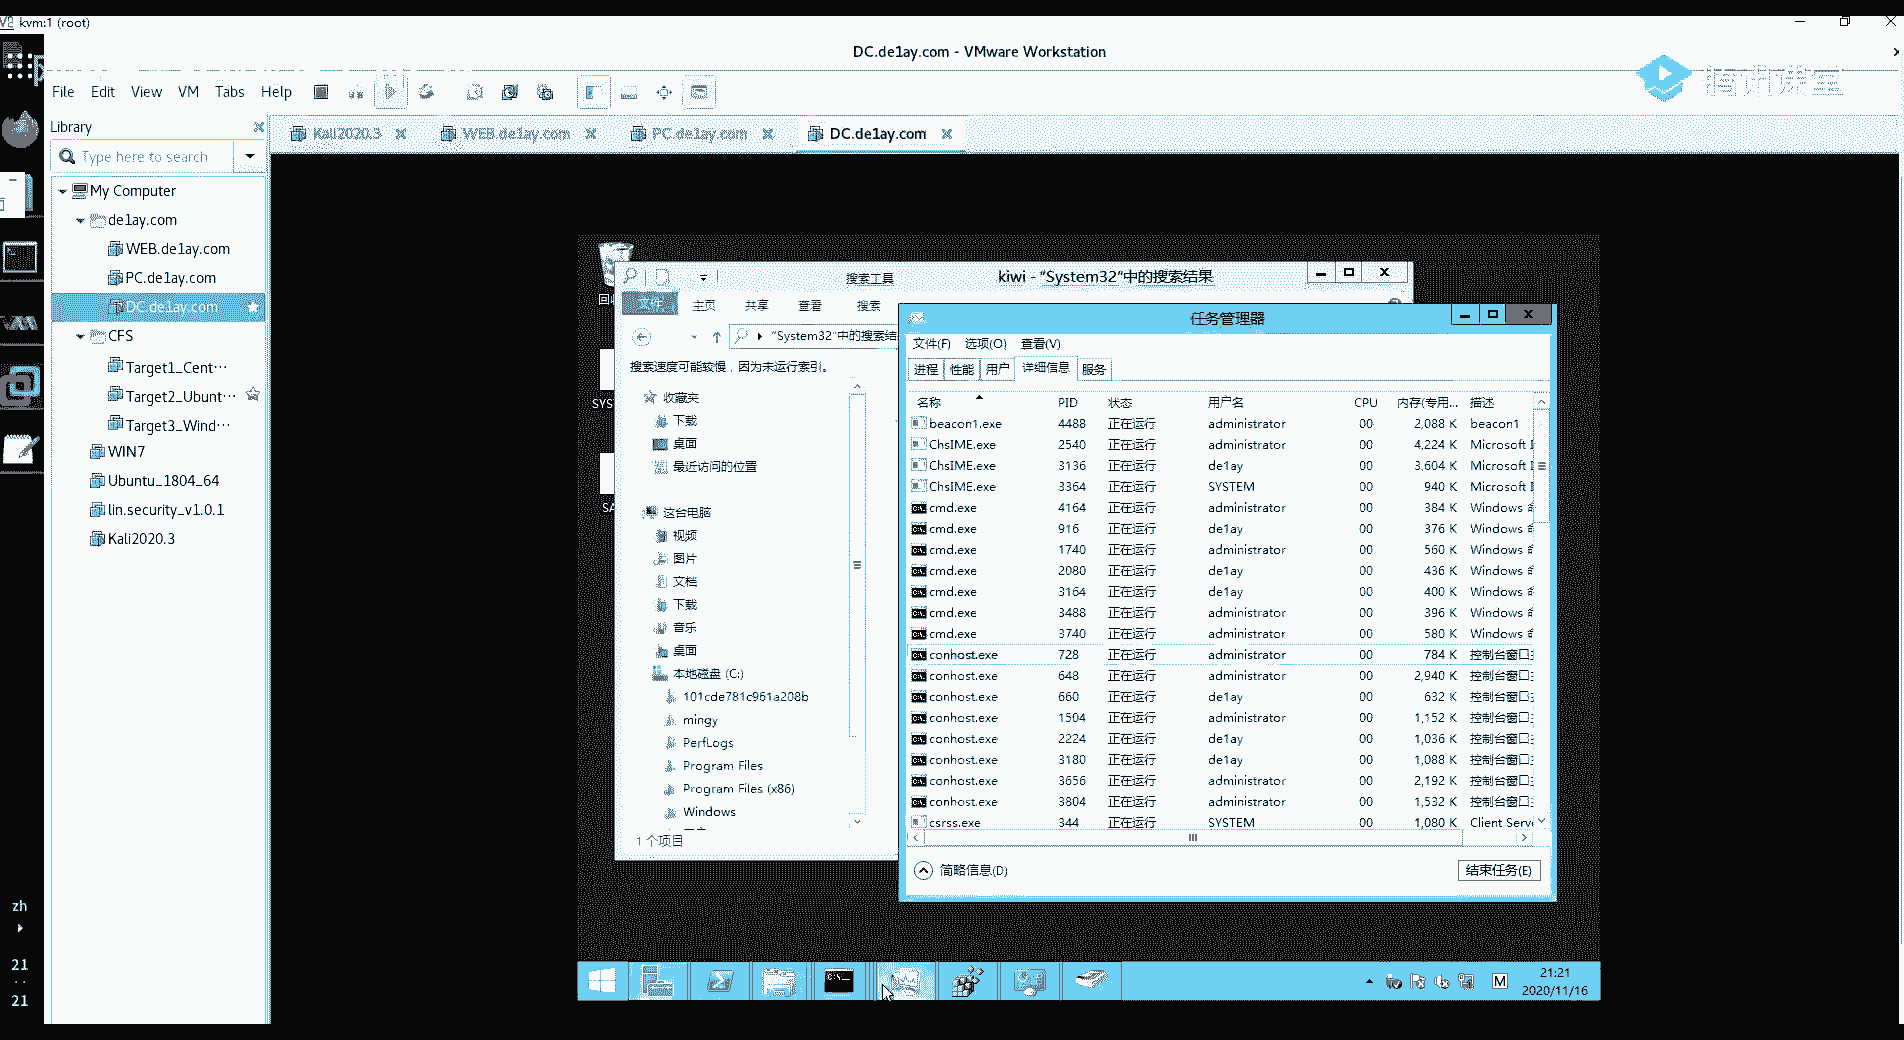 kvm:1 (root)
DC.de1ay.com - VMware Workstation
File Edit View VM Tabs Help
腾讯课堂
Library
Kali2020.3 WEB.de1ay.com PC.de1ay.com DC.de1ay.com
Type here to search
My Computer
de1ay.com
WEB.de1ay.com
PC.de1ay.com
DC.de1ay.com
CFS
Target1_Cent···
Target2_Ubunt···
Target3_Wind···
WIN7
Ubuntu_1804_64
lin.security_v1.0.1
Kali2020.3
搜索工具 kiwi - "System32"中的搜索结果
文件 主页 共享 查看 搜索
"System32"中的搜索结
搜索速度可能较慢，因为未运行索引。
收藏夹
下载
桌面
最近访问的位置
这台电脑
视频
图片
文档
下载
音乐
桌面
本地磁盘 (C:)
101cde781c961a208b
mingy
PerfLogs
Program Files
Program Files (x86)
Windows
1 个项目
任务管理器
文件(F) 选项(O) 查看(V)
进程 性能 用户 详细信息 服务
名称 PID 状态 用户名 CPU 内存(专用... 描述
beacon1.exe 4488 正在运行 administrator 00 2,088 K beacon1
ChsIME.exe 2540 正在运行 administrator 00 4,224 K Microsoft I
ChsIME.exe 3136 正在运行 de1ay 00 3,604 K Microsoft I
ChsIME.exe 3364 正在运行 SYSTEM 00 940 K Microsoft I
cmd.exe 4164 正在运行 administrator 00 384 K Windows
cmd.exe 916 正在运行 de1ay 00 376 K Windows
cmd.exe 1740 正在运行 administrator 00 560 K Windows
cmd.exe 2080 正在运行 de1ay 00 436 K Windows
cmd.exe 3164 正在运行 de1ay 00 400 K Windows
cmd.exe 3488 正在运行 administrator 00 396 K Windows
cmd.exe 3740 正在运行 administrator 00 580 K Windows
conhost.exe 728 正在运行 administrator 00 784 K 控制台窗口
conhost.exe 648 正在运行 administrator 00 2,940 K 控制台窗口
conhost.exe 660 正在运行 de1ay 00 632 K 控制台窗口
conhost.exe 1504 正在运行 administrator 00 1,152 K 控制台窗口
conhost.exe 2224 正在运行 de1ay 00 1,036 K 控制台窗口
conhost.exe 3180 正在运行 de1ay 00 1,088 K 控制台窗口
conhost.exe 3656 正在运行 administrator 00 2,192 K 控制台窗口
conhost.exe 3804 正在运行 administrator 00 1,532 K 控制台窗口
csrss.exe 344 正在运行 SYSTEM 00 1,080 K Client Serv
简略信息(D) 结束任务(E)
回
SYS
SA
zh
21
21
M
21:21
2020/11/16